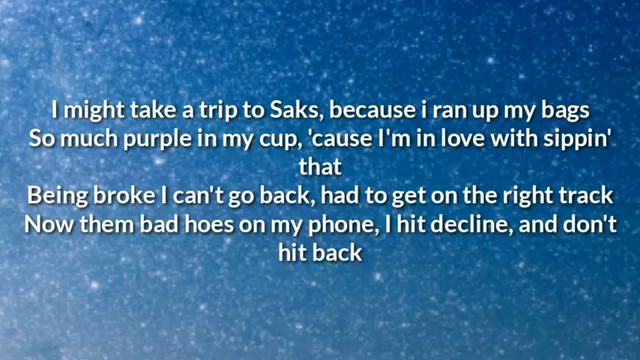 I might take a trip to Saks, because i ran up my bags
So much purple in my cup, 'cause I'm in love with sippin'
that
Being broke I can't go back, had to get on the right track
Now them bad hoes on my phone, I hit decline, and don't
hit back